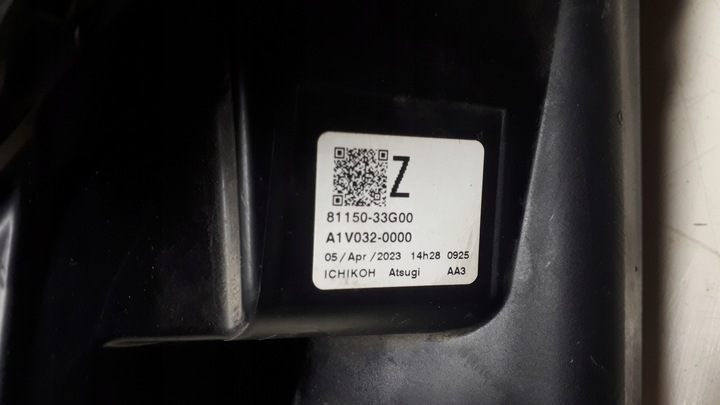 Z
81150-33G00
A1V032-0000
05/Apr/2023 14h28 0925
ICHIKOH Atsugi AA3